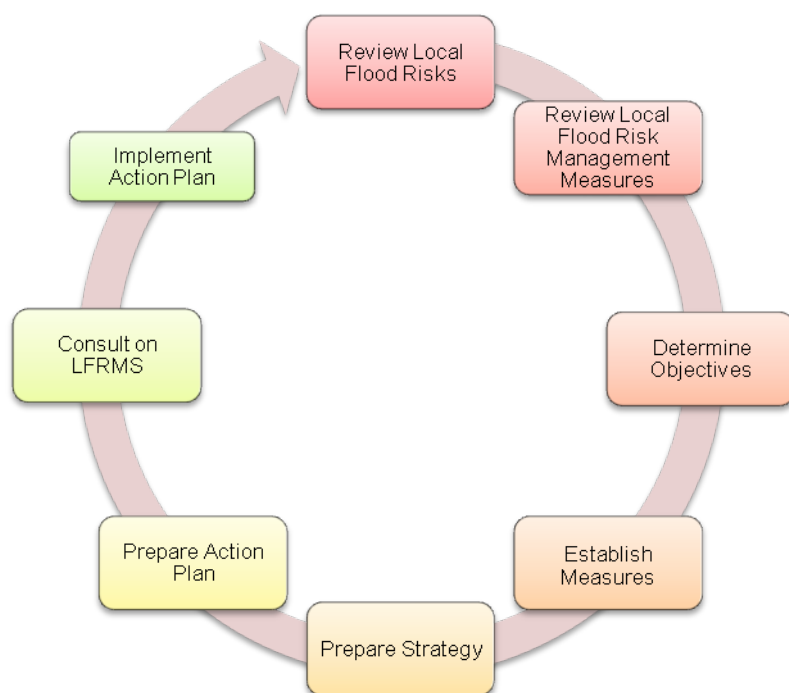 Review Local
Flood Risks
Review Local
Flood Risk
Management
Measures
Determine
Objectives
Establish
Measures
Prepare Strategy
Prepare Action
Plan
Consult on
LFRMS
Implement
Action Plan